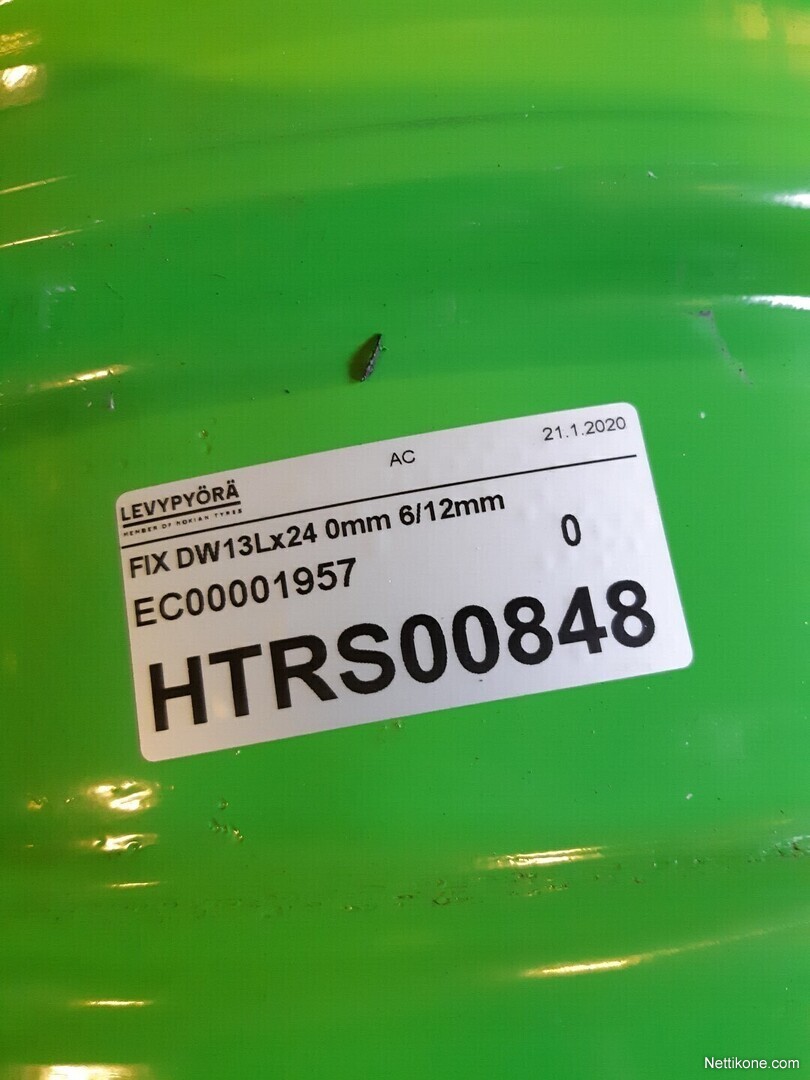 AC 21.1.2020
LEVYPYÖRÄ
MEMBER OF NOKIAN TYRES
FIX DW13Lx24 0mm 6/12mm
0
EC00001957
HTRS00848
Nettikone.com